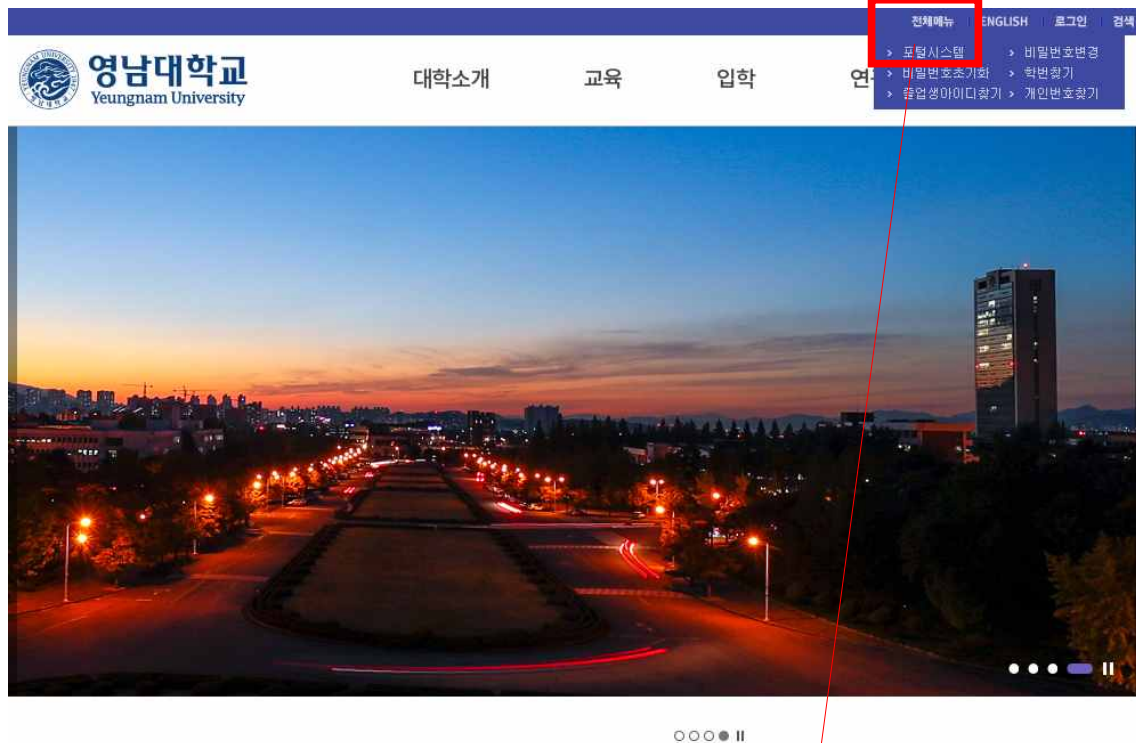 전체메뉴 ENGLISH 로그인 검색
> 포털시스템 > 비밀번호변경
> 비밀번호초기화 > 학번찾기
> 졸업생아이디찾기 > 개인번호찾기
영남대학교
Yeungnam University
대학소개 교육 입학